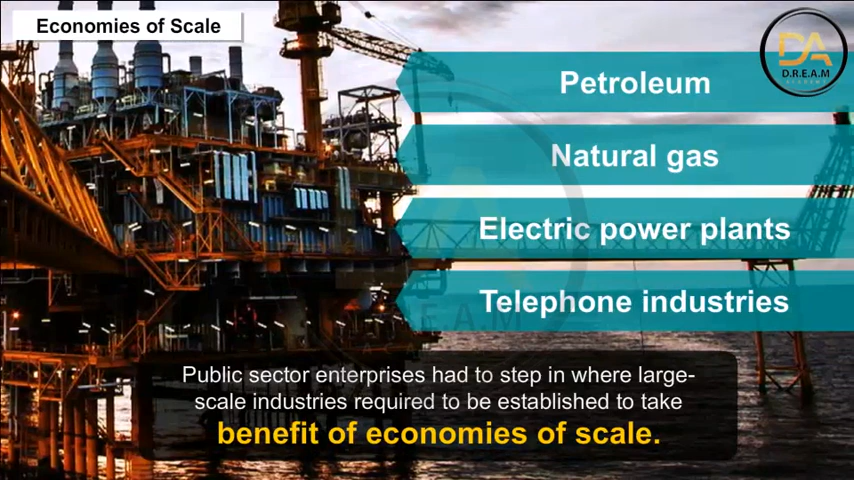 Economies of Scale
DA
D.R.E.A.M
Petroleum
Natural gas
Electric power plants
Telephone industries
Public sector enterprises had to step in where large-
scale industries required to be established to take
benefit of economies of scale.